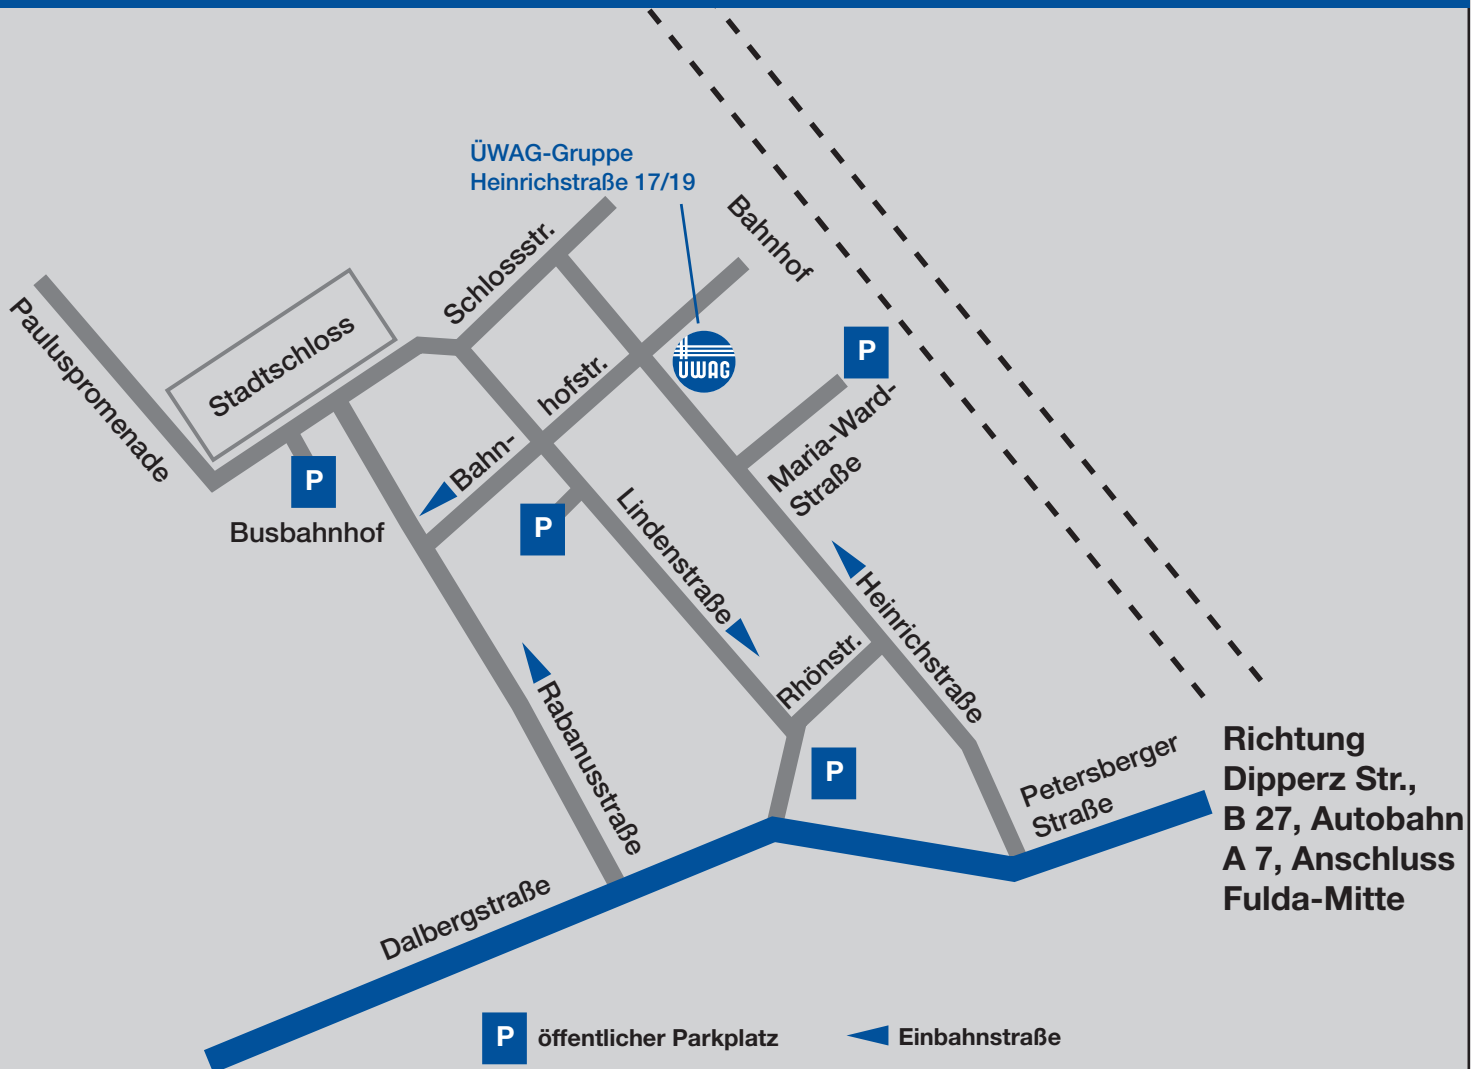 ÜWAG-Gruppe
Heinrichstraße 17/19
Bahnhof
Schlossstr.
Pauluspromenade
Stadtschloss
hofstr.
ÜWAG
P
Maria-Ward-
Straße
Bahn-
P
Busbahnhof
P
Lindenstraße
Heinrichstraße
Rhönstr.
Rabanusstraße
P
Petersberger
Straße
Richtung
Dipperz Str.,
B 27, Autobahn
A 7, Anschluss
Fulda-Mitte
Dalbergstraße
P öffentlicher Parkplatz
Einbahnstraße